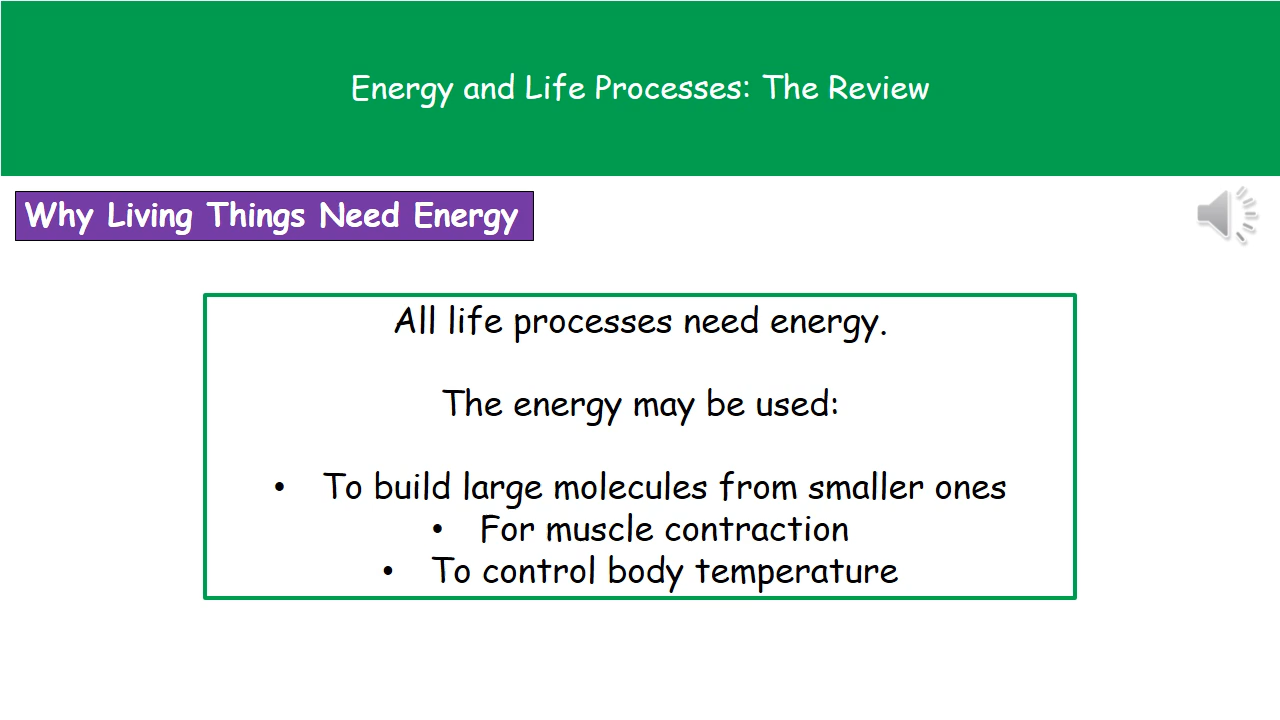 Energy and Life Processes: The Review
Why Living Things Need Energy
All life processes need energy.
The energy may be used:
• To build large molecules from smaller ones
• For muscle contraction
• To control body temperature